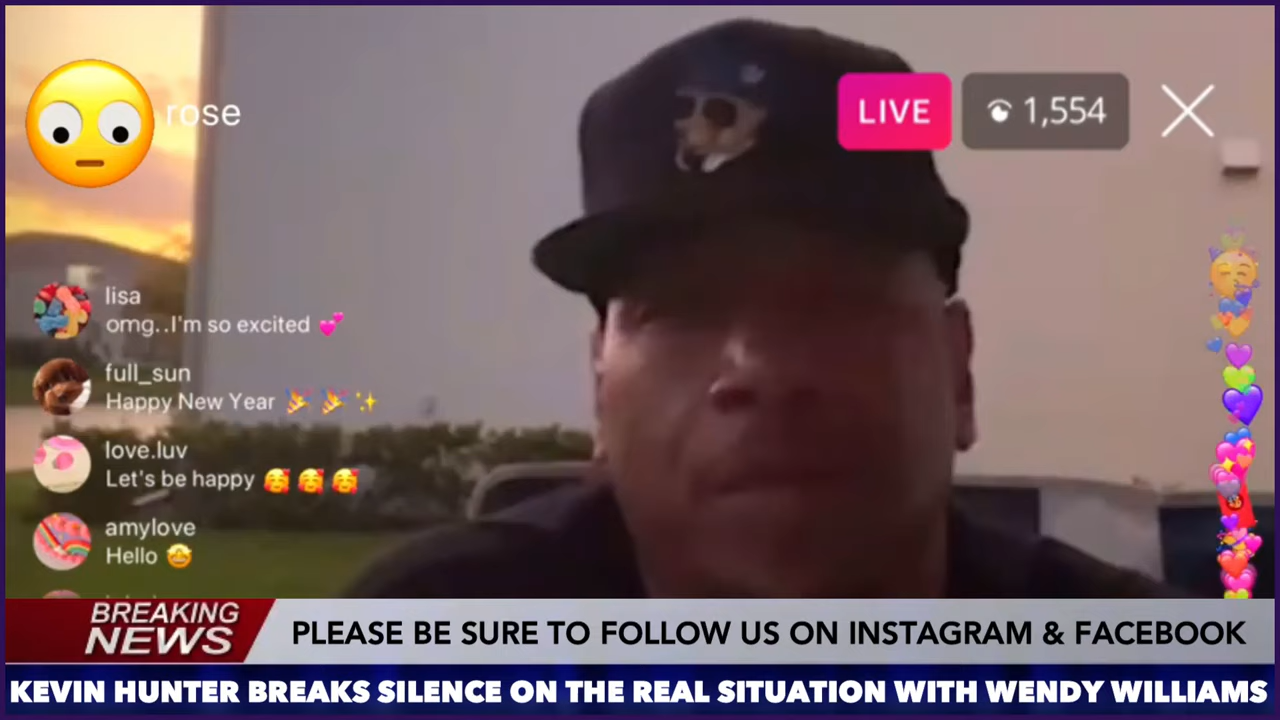 rose
LIVE
1,554
lisa
omg..I'm so excited 💕
full_sun
Happy New Year 🎉 🎉 ✨
love.luv
Let's be happy 🥰 🥰 🥰
amylove
Hello 🤩
BREAKING
NEWS
PLEASE BE SURE TO FOLLOW US ON INSTAGRAM & FACEBOOK
KEVIN HUNTER BREAKS SILENCE ON THE REAL SITUATION WITH WENDY WILLIAMS